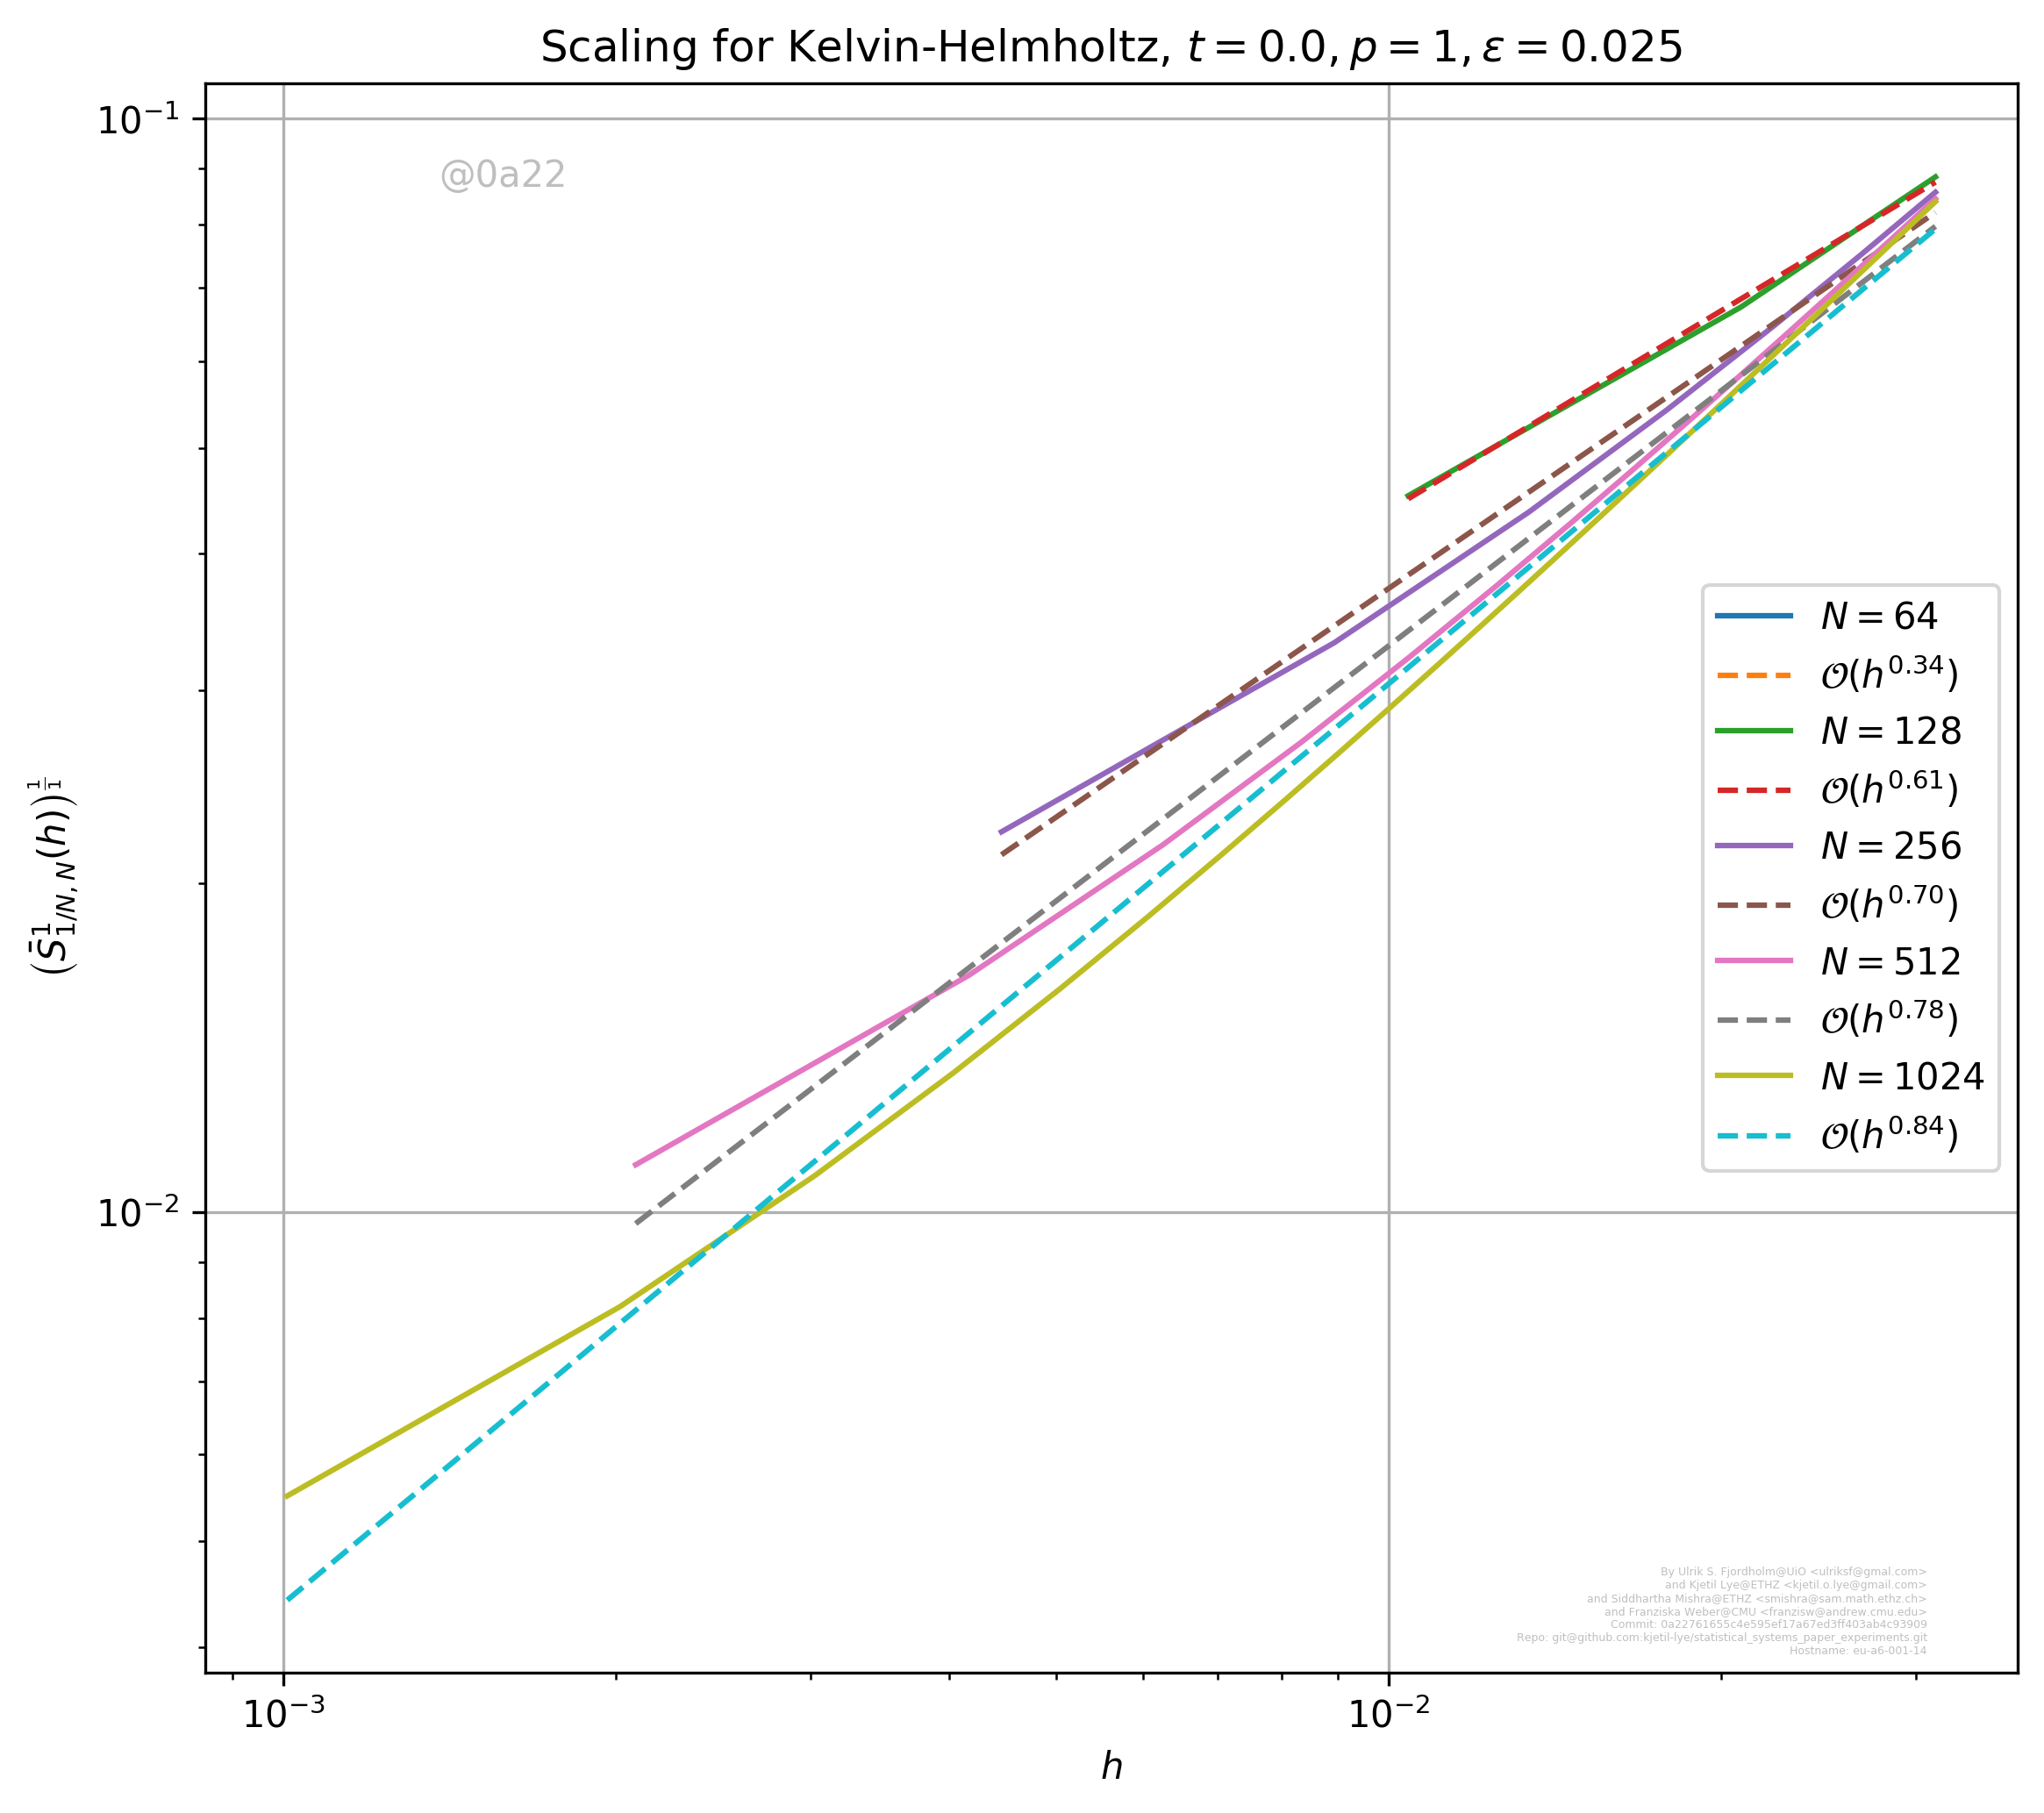 Scaling for Kelvin-Helmholtz, t = 0.0, p = 1, ε = 0.025
10⁻¹
@0a22
N = 64
𝒪(h^0.34)
N = 128
𝒪(h^0.61)
N = 256
𝒪(h^0.70)
N = 512
𝒪(h^0.78)
N = 1024
𝒪(h^0.84)
(S̄¹_{1/N, N}(h))^{1/1}
10⁻²
By Ulrik S. Fjordholm@UiO <ulriksf@gmal.com>
and Kjetil Lye@ETHZ <kjetil.o.lye@gmail.com>
and Siddhartha Mishra@ETHZ <smishra@sam.math.ethz.ch>
and Franziska Weber@CMU <franzisw@andrew.cmu.edu>
Commit: 0a22761655c4e595ef17a67ed3ff403ab4c93909
Repo: git@github.com:kjetil-lye/statistical_systems_paper_experiments.git
Hostname: eu-a6-001-14
10⁻³ 10⁻²
h